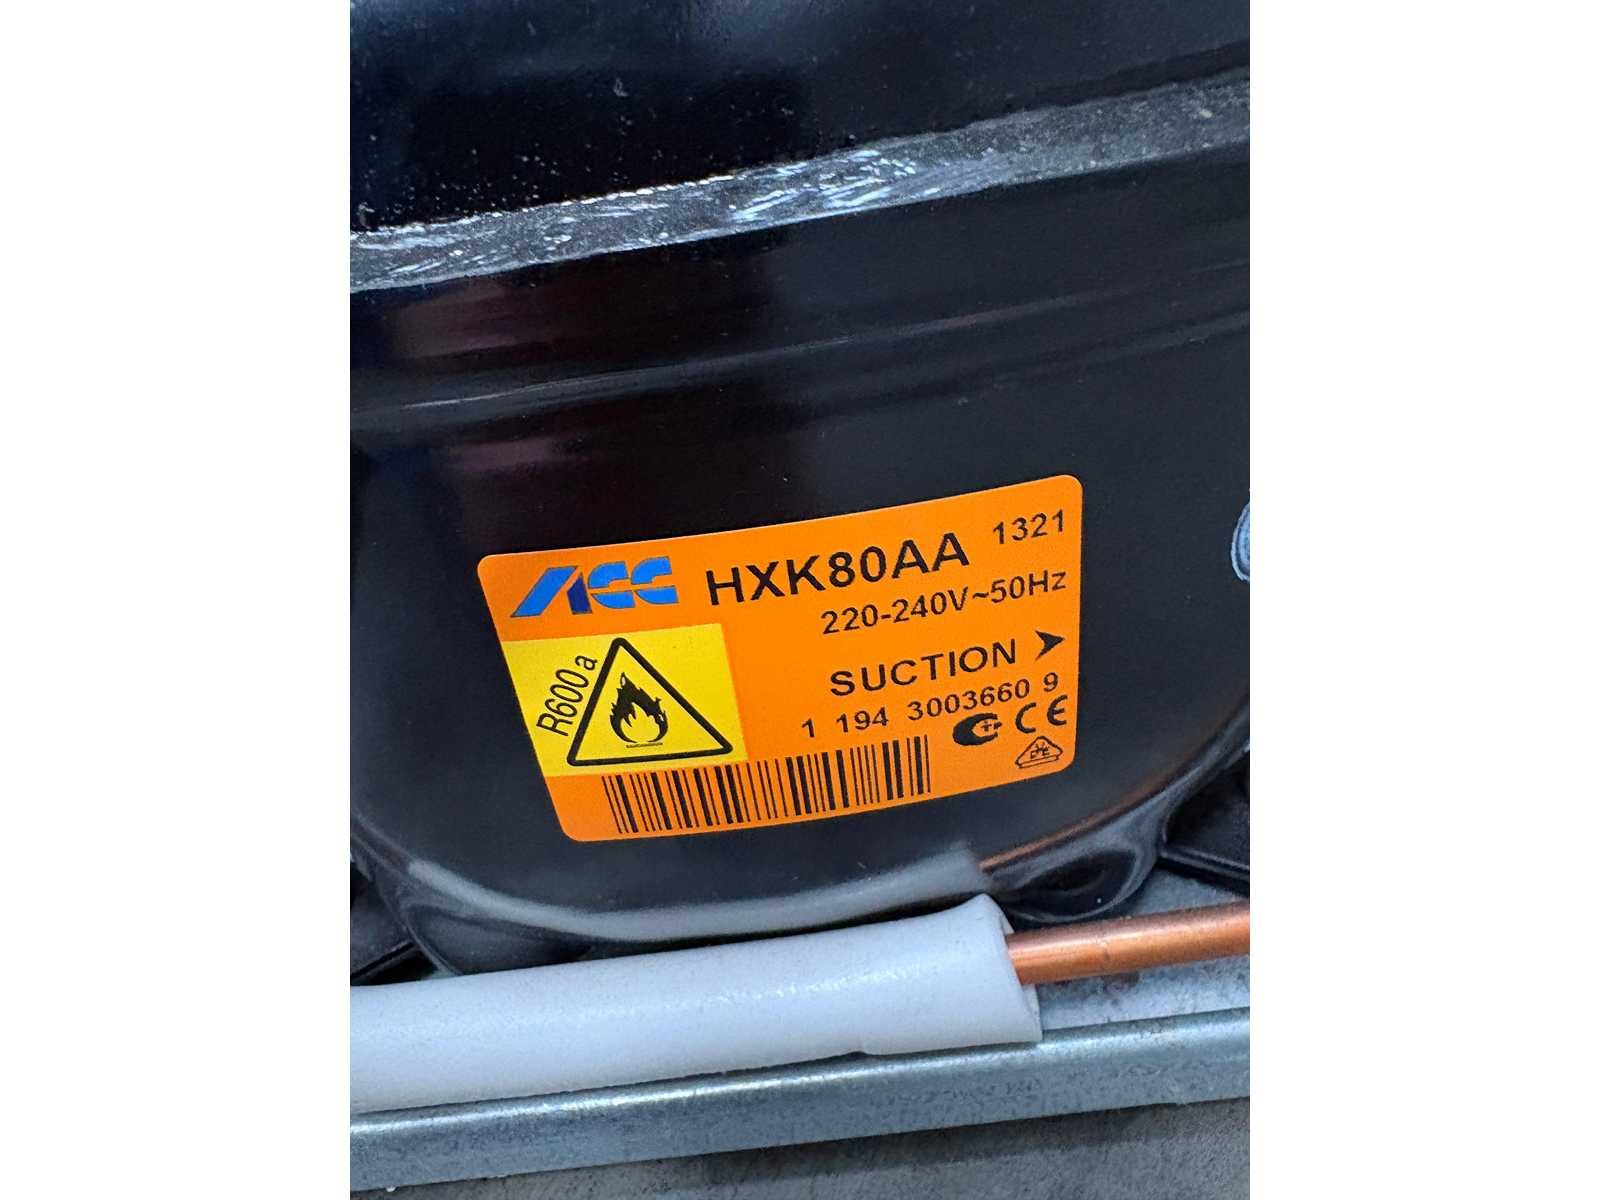 ACC HXK80AA 1321
220-240V~50Hz
R600a
SUCTION
1 194 3003660 9
CE